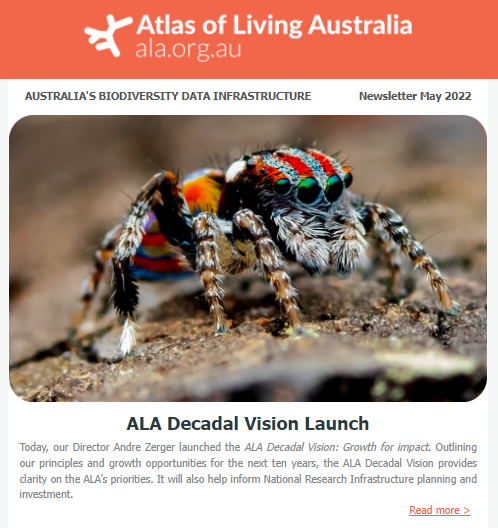 Atlas of Living Australia
ala.org.au
AUSTRALIA'S BIODIVERSITY DATA INFRASTRUCTURE Newsletter May 2022
ALA Decadal Vision Launch
Today, our Director Andre Zerger launched the ALA Decadal Vision: Growth for impact. Outlining
our principles and growth opportunities for the next ten years, the ALA Decadal Vision provides
clarity on the ALA's priorities. It will also help inform National Research Infrastructure planning and
investment.
Read more >